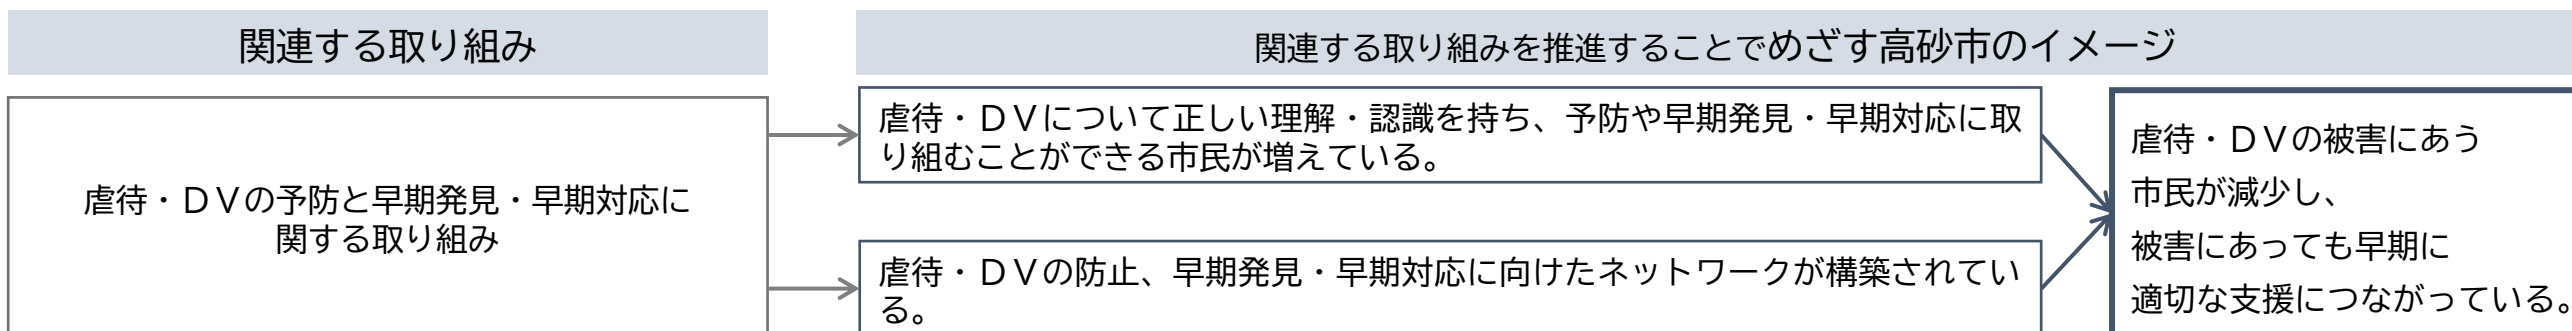 関連する取り組み
関連する取り組みを推進することでめざす高砂市のイメージ
虐待・ＤＶの予防と早期発見・早期対応に
関する取り組み
虐待・ＤＶについて正しい理解・認識を持ち、予防や早期発見・早期対応に取
り組むことができる市民が増えている。
虐待・ＤＶの防止、早期発見・早期対応に向けたネットワークが構築されてい
る。
虐待・ＤＶの被害にあう
市民が減少し、
被害にあっても早期に
適切な支援につながっている。